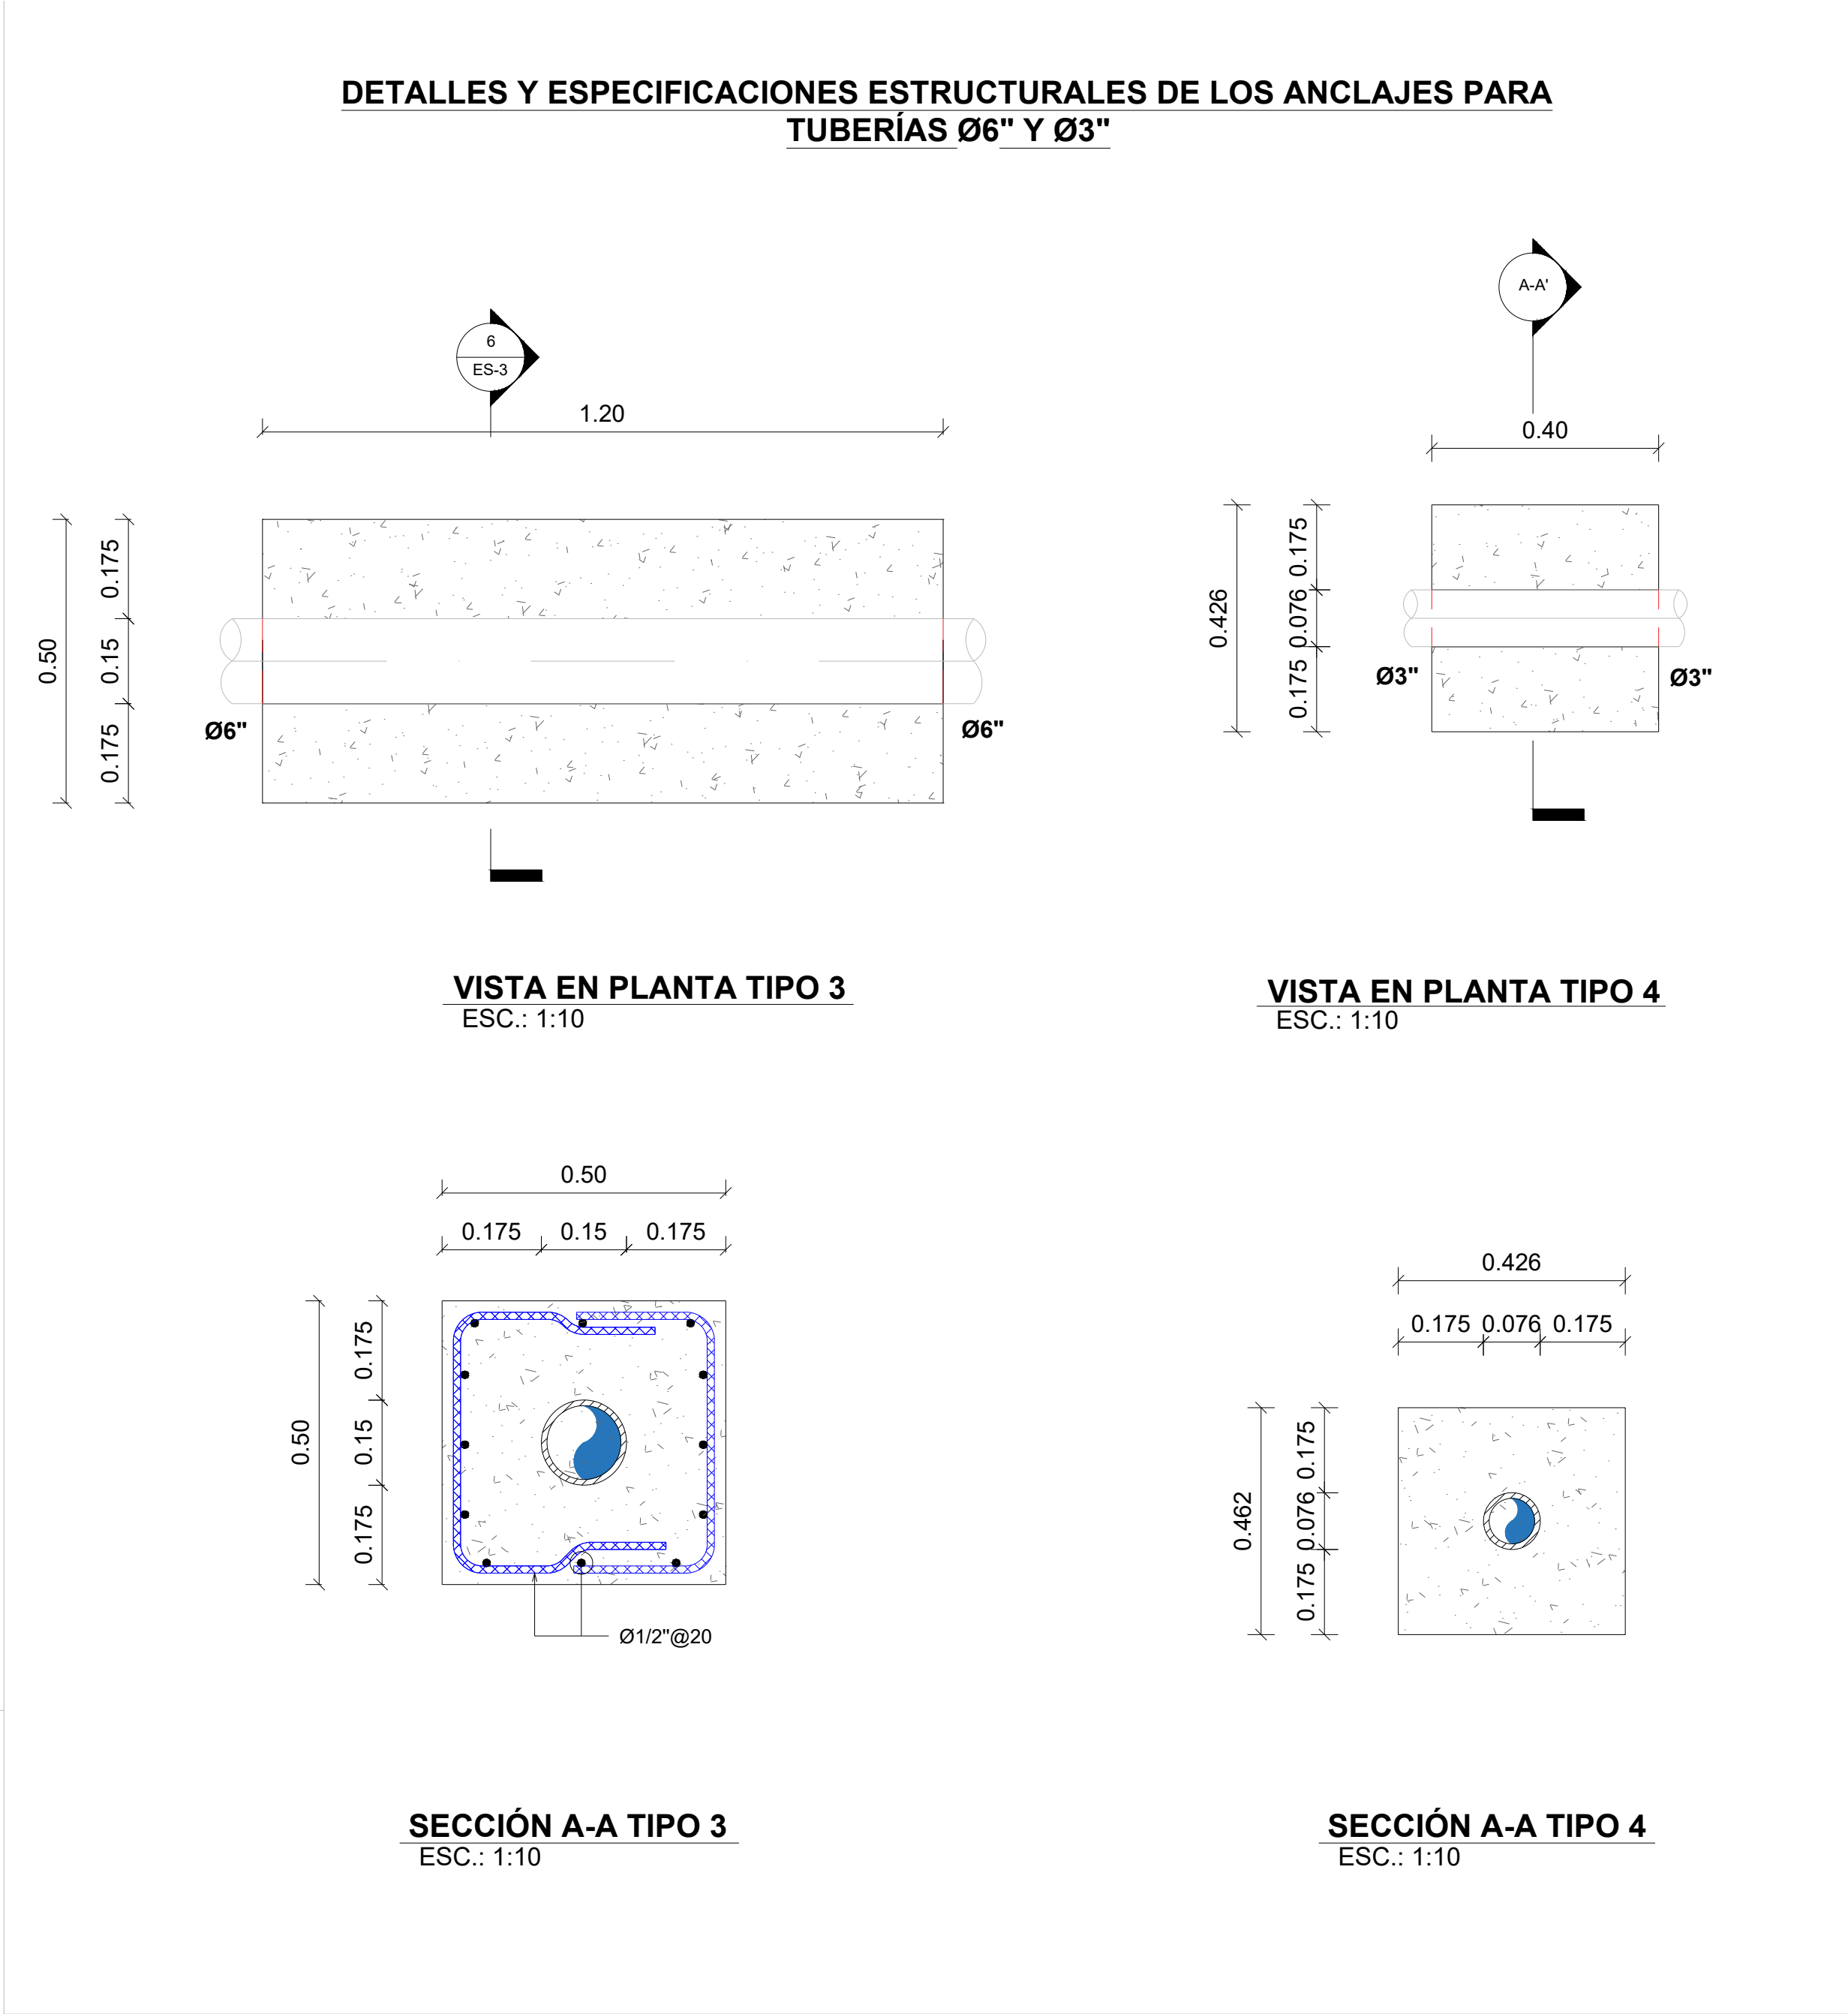 DETALLES Y ESPECIFICACIONES ESTRUCTURALES DE LOS ANCLAJES PARA
TUBERÍAS Ø6" Y Ø3"
6
ES-3
1.20
0.50
0.175
0.15
0.175
Ø6"
Ø6"
VISTA EN PLANTA TIPO 3
ESC.: 1:10
A-A'
0.40
0.426
0.175
0.076
0.175
Ø3"
Ø3"
VISTA EN PLANTA TIPO 4
ESC.: 1:10
0.50
0.175 0.15 0.175
0.50
0.175
0.15
0.175
Ø1/2"@20
SECCIÓN A-A TIPO 3
ESC.: 1:10
0.426
0.175 0.076 0.175
0.462
0.175
0.076
0.175
SECCIÓN A-A TIPO 4
ESC.: 1:10